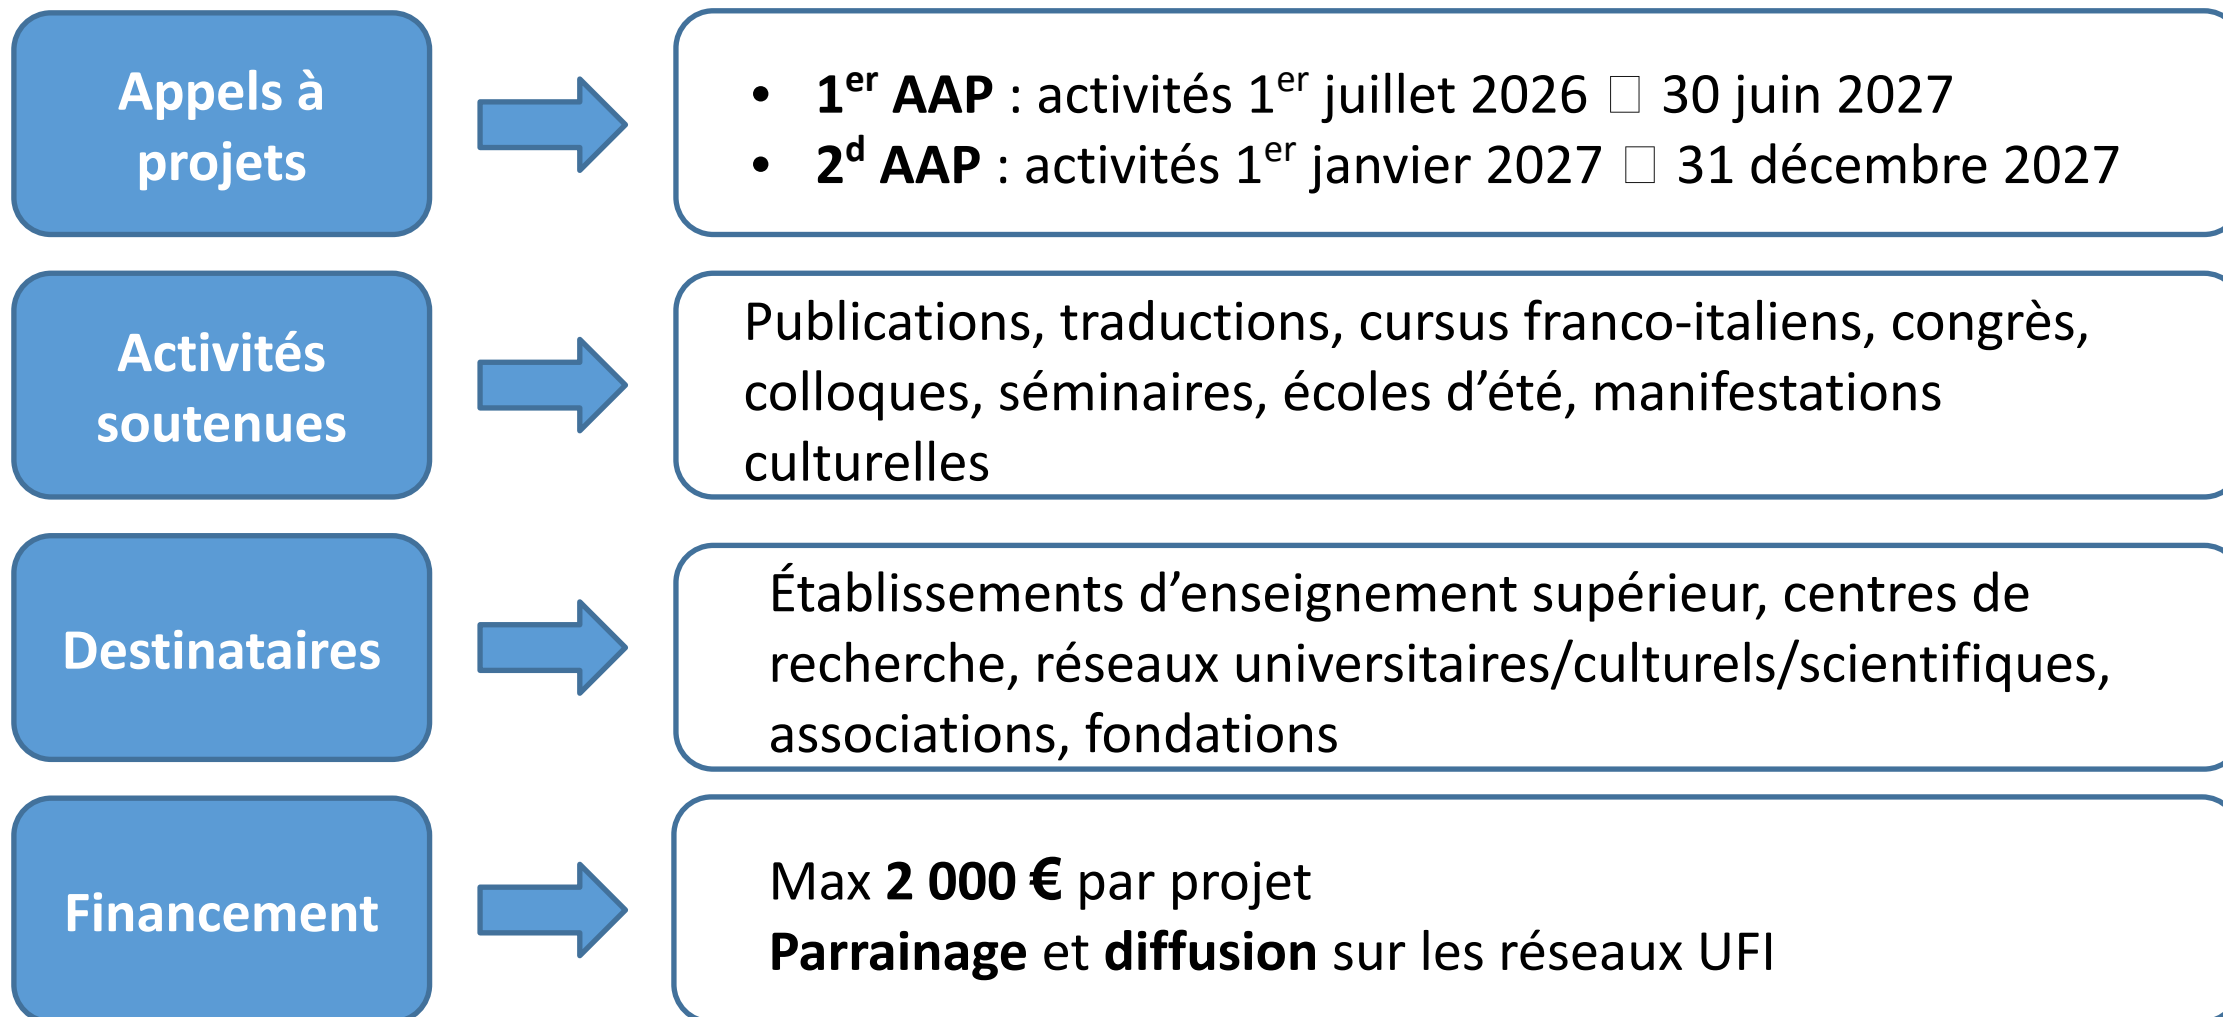 Appels à
projets
• 1er AAP : activités 1er juillet 2026 □ 30 juin 2027
• 2d AAP : activités 1er janvier 2027 □ 31 décembre 2027
Activités
soutenues
Publications, traductions, cursus franco-italiens, congrès,
colloques, séminaires, écoles d’été, manifestations
culturelles
Destinataires
Établissements d’enseignement supérieur, centres de
recherche, réseaux universitaires/culturels/scientifiques,
associations, fondations
Financement
Max 2 000 € par projet
Parrainage et diffusion sur les réseaux UFI